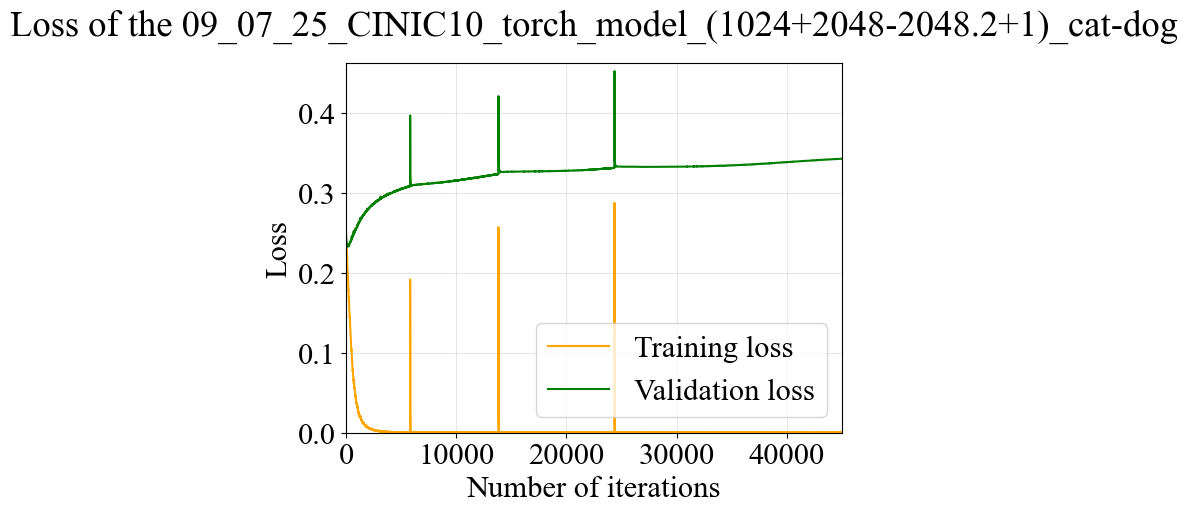 Loss of the 09_07_25_CINIC10_torch_model_(1024+2048-2048.2+1)_cat-dog
Loss
0.4
0.3
0.2
0.1
0.0
Training loss
Validation loss
0 10000 20000 30000 40000
Number of iterations